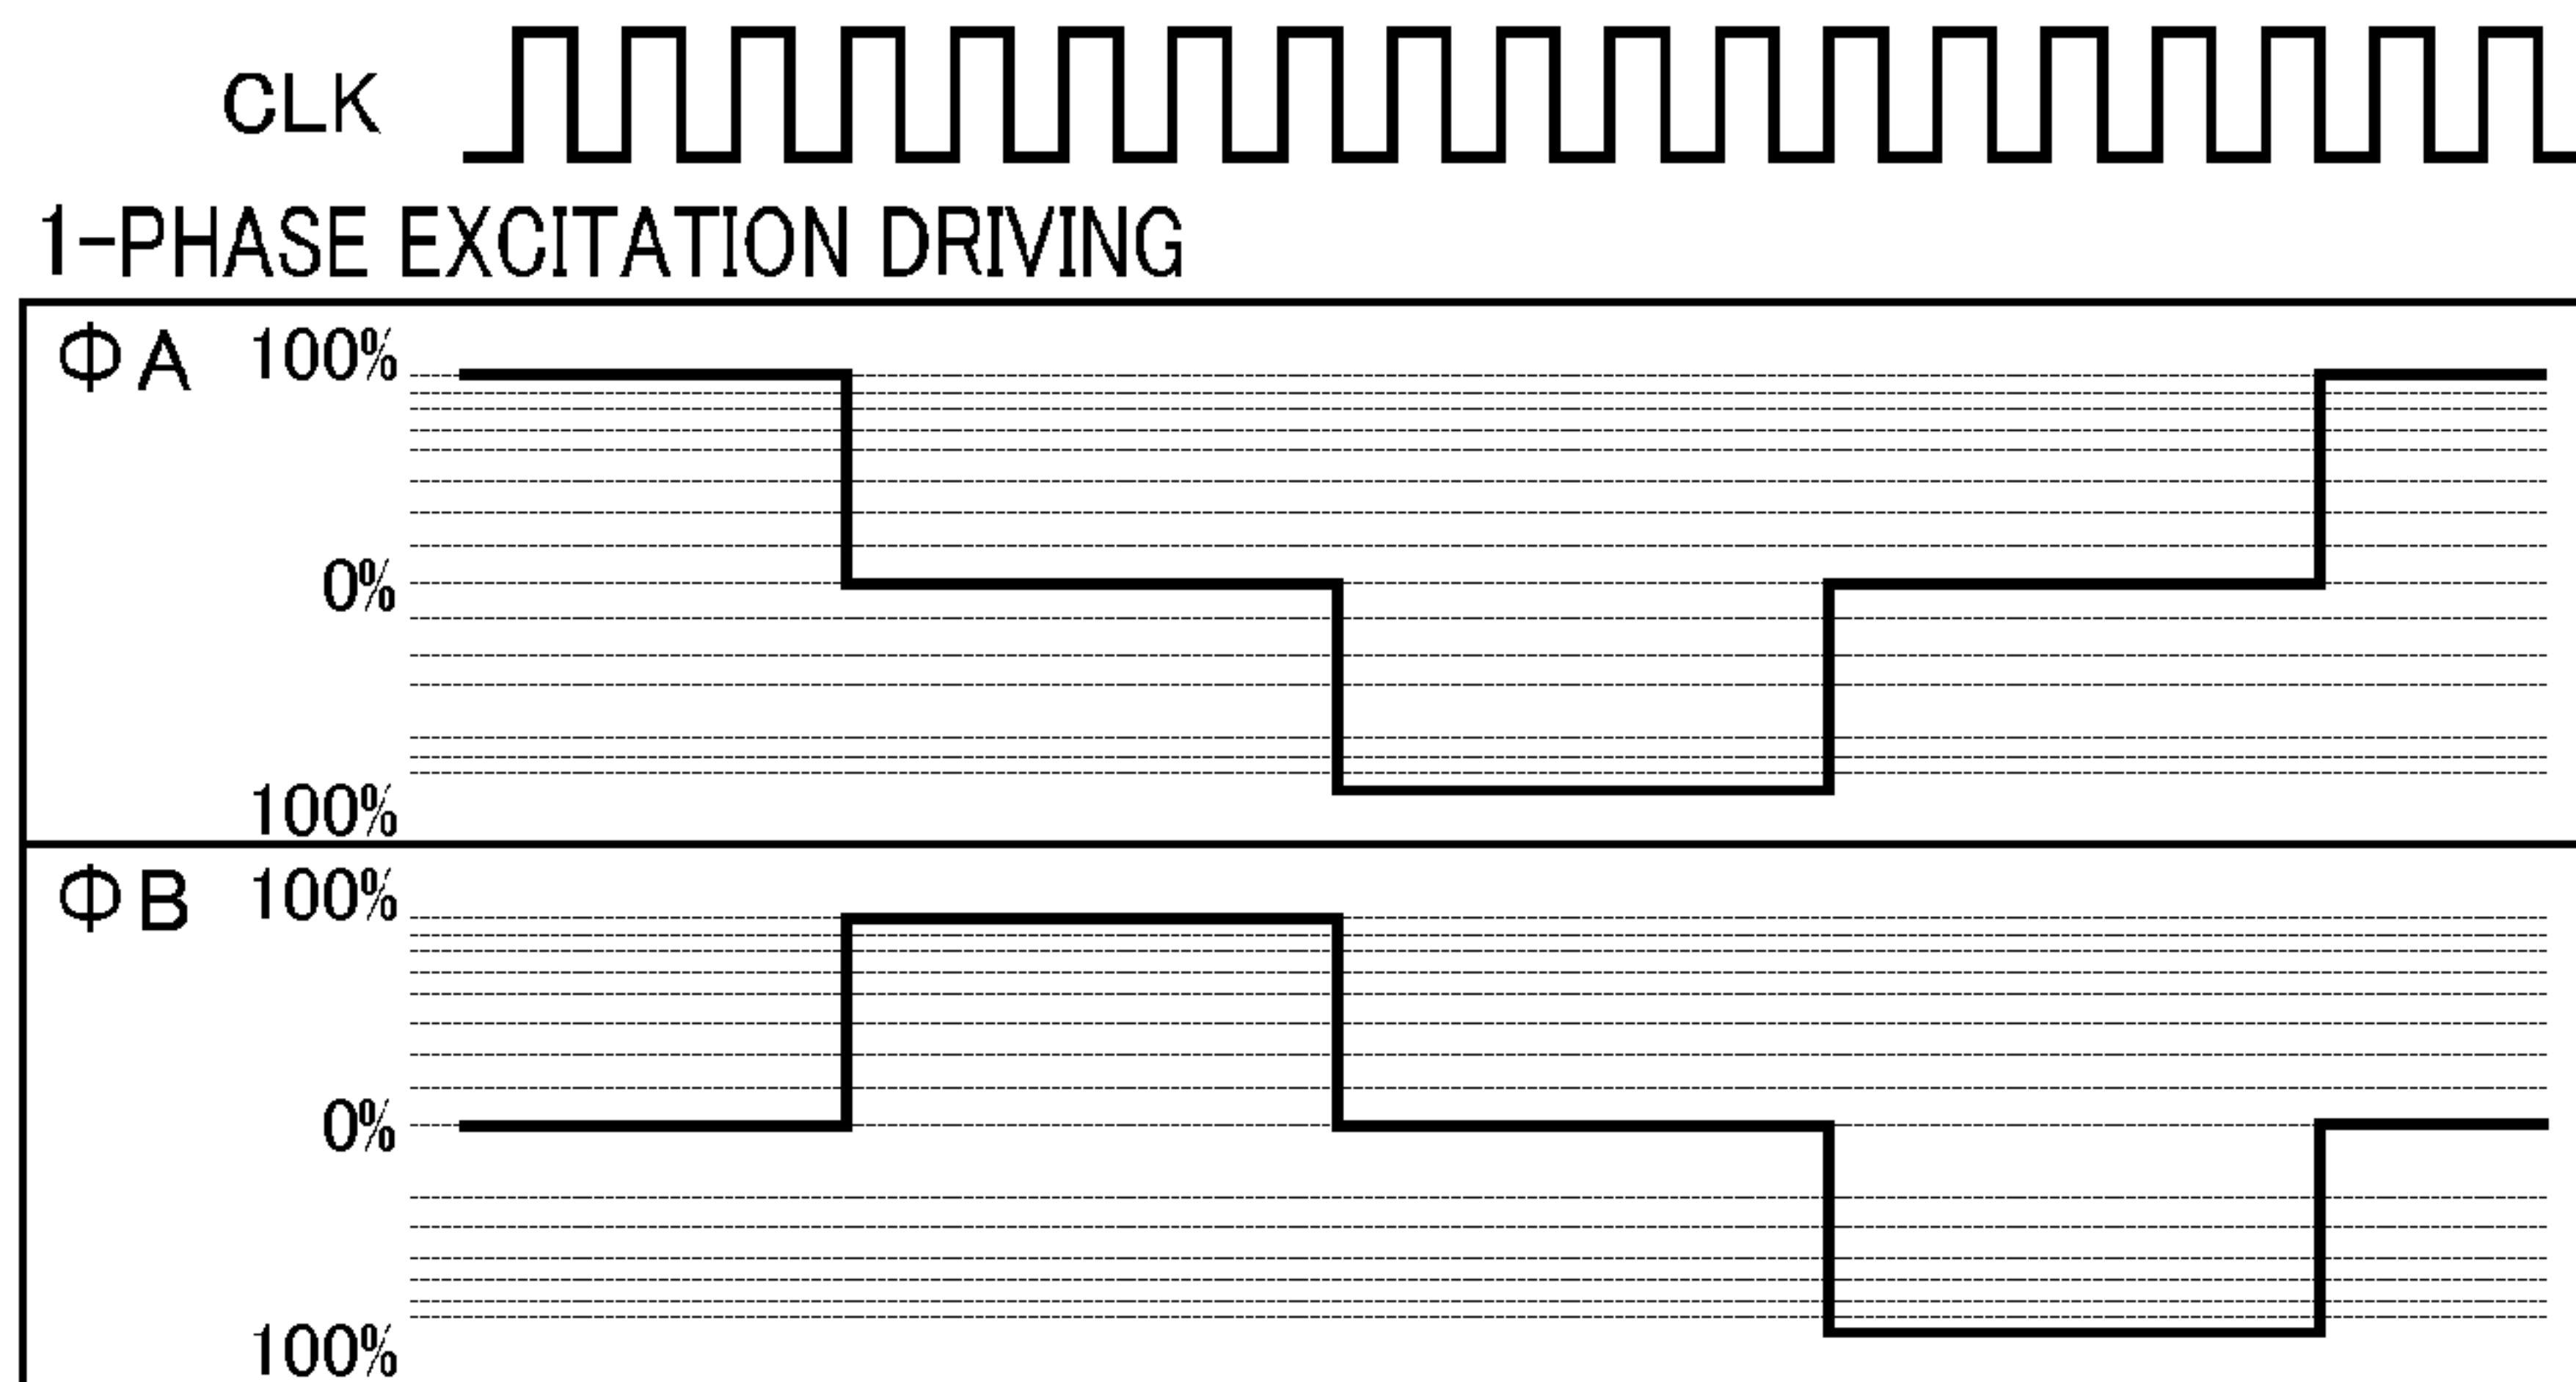 CLK
1-PHASE EXCITATION DRIVING
ΦA 100%
0%
100%
ΦB 100%
0%
100%